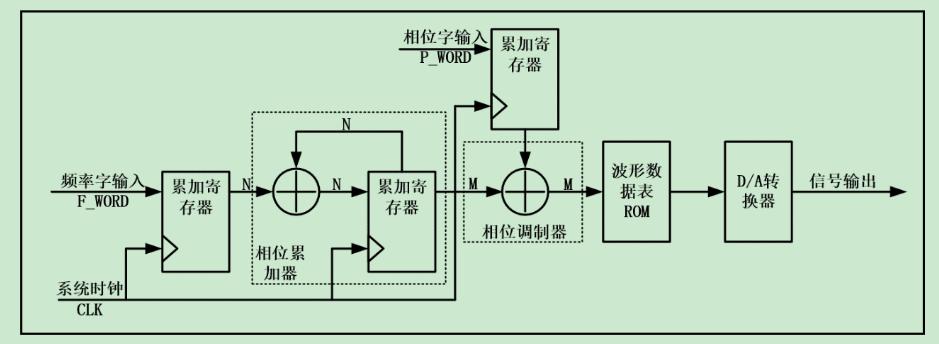 相位字输入
P_WORD
累加寄
存器
N
频率字输入
F_WORD
累加寄
存器
N
N
累加寄
存器
M
M
波形数
据表
ROM
D/A转
换器
信号输出
相位累
加器
相位调制器
系统时钟
CLK